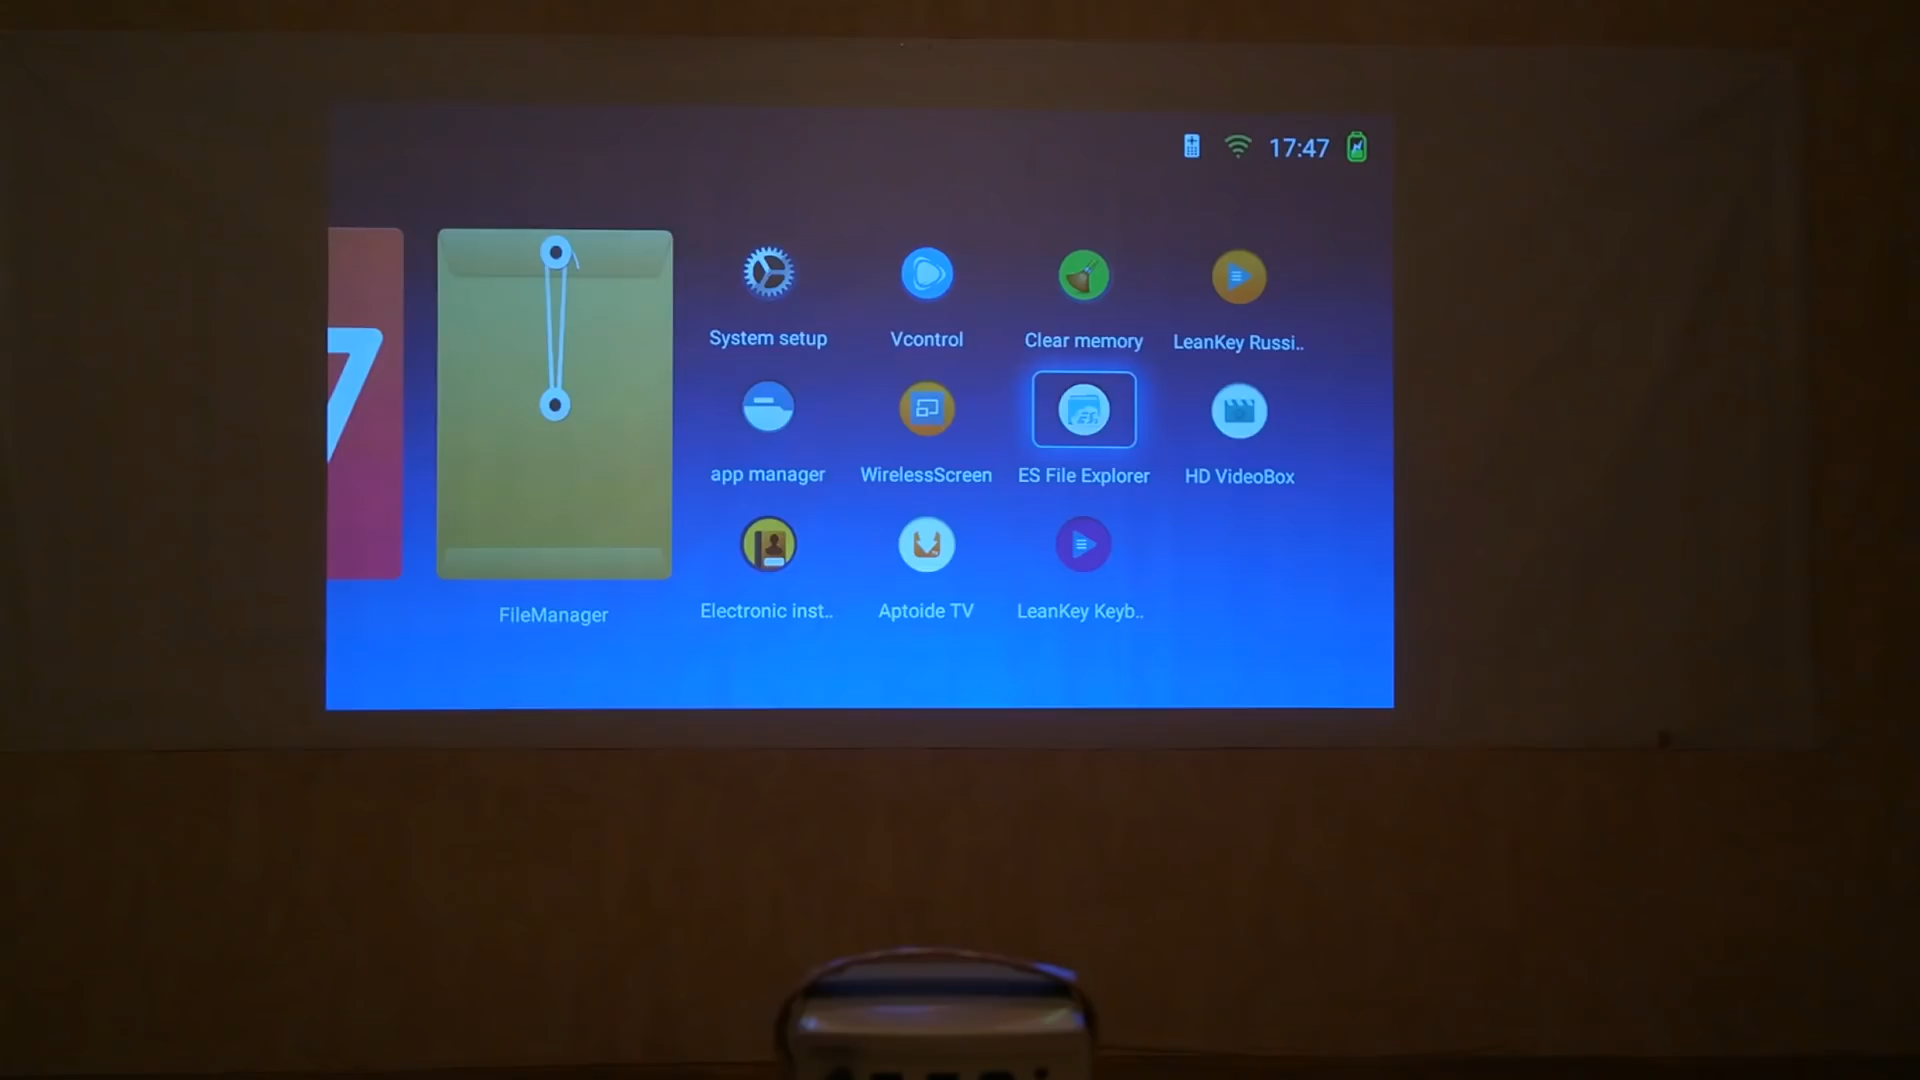 17:47
7
System setup
Vcontrol
Clear memory
LeanKey Russi..
app manager
WirelessScreen
ES File Explorer
HD VideoBox
FileManager
Electronic inst..
Aptoide TV
LeanKey Keyb..